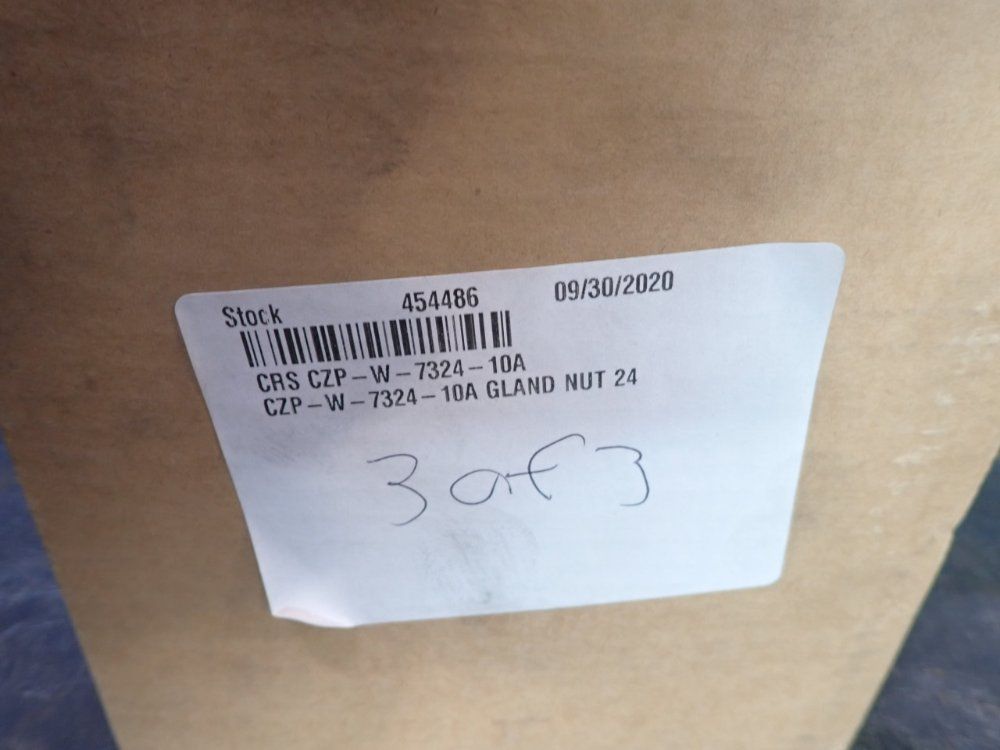 Stock 454486 09/30/2020
CRS CZP-W-7324-10A
CZP-W-7324-10A GLAND NUT 24
3 of 3